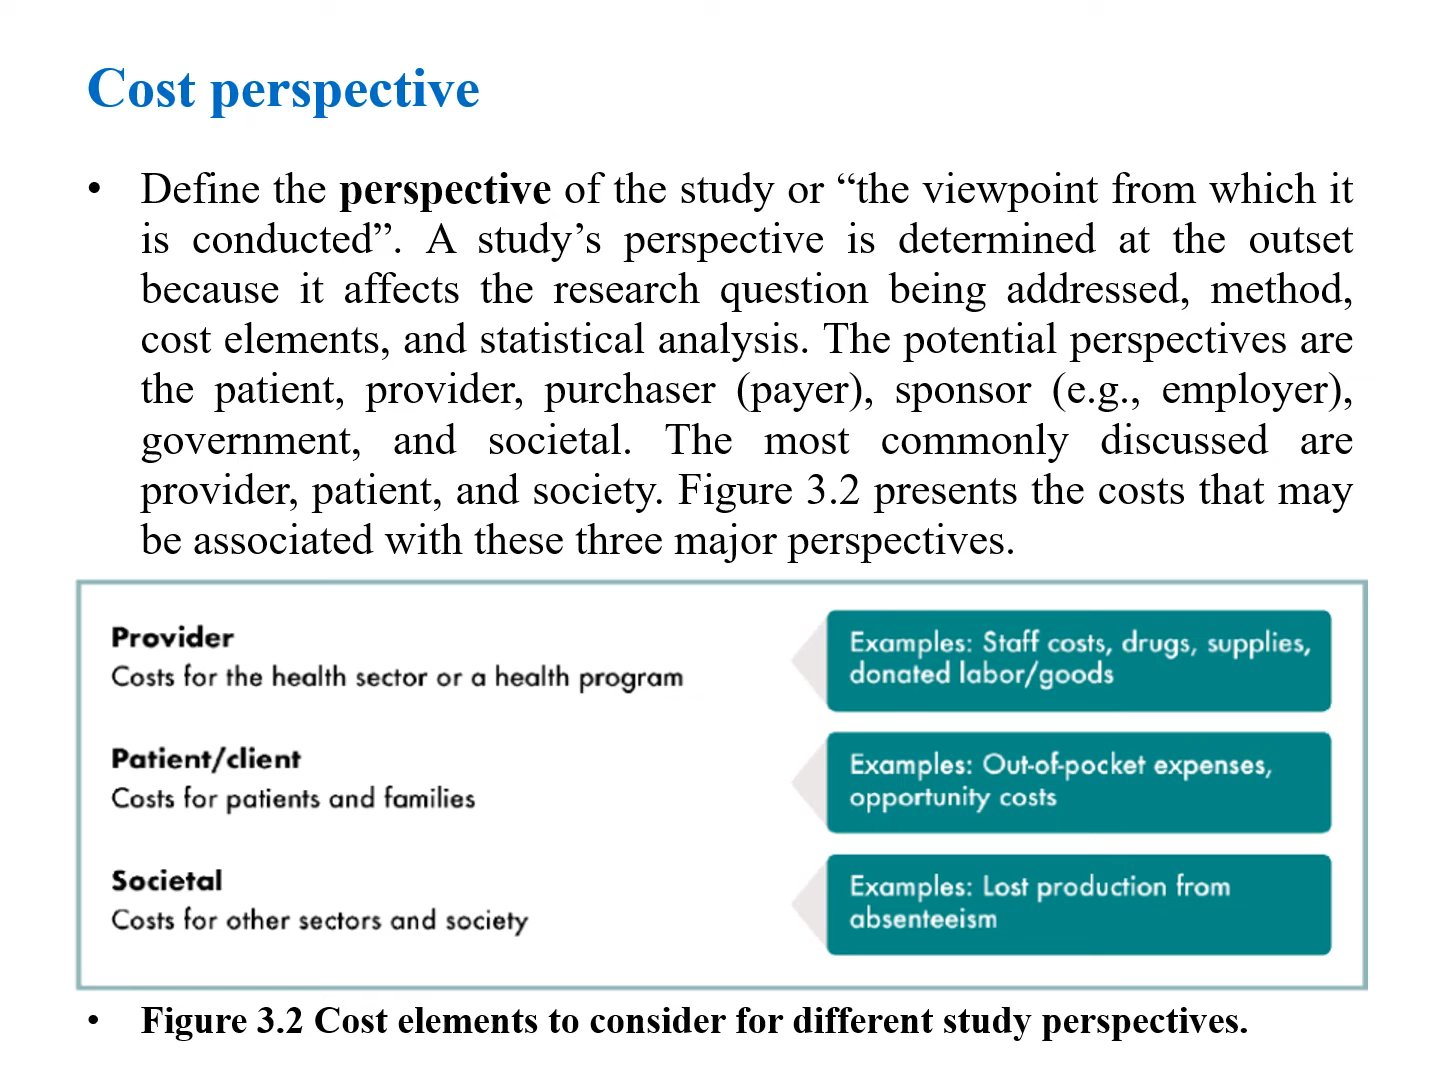 Cost perspective
• Define the perspective of the study or “the viewpoint from which it
is conducted”. A study’s perspective is determined at the outset
because it affects the research question being addressed, method,
cost elements, and statistical analysis. The potential perspectives are
the patient, provider, purchaser (payer), sponsor (e.g., employer),
government, and societal. The most commonly discussed are
provider, patient, and society. Figure 3.2 presents the costs that may
be associated with these three major perspectives.
Provider
Costs for the health sector or a health program
Examples: Staff costs, drugs, supplies,
donated labor/goods
Patient/client
Costs for patients and families
Examples: Out-of-pocket expenses,
opportunity costs
Societal
Costs for other sectors and society
Examples: Lost production from
absenteeism
• Figure 3.2 Cost elements to consider for different study perspectives.